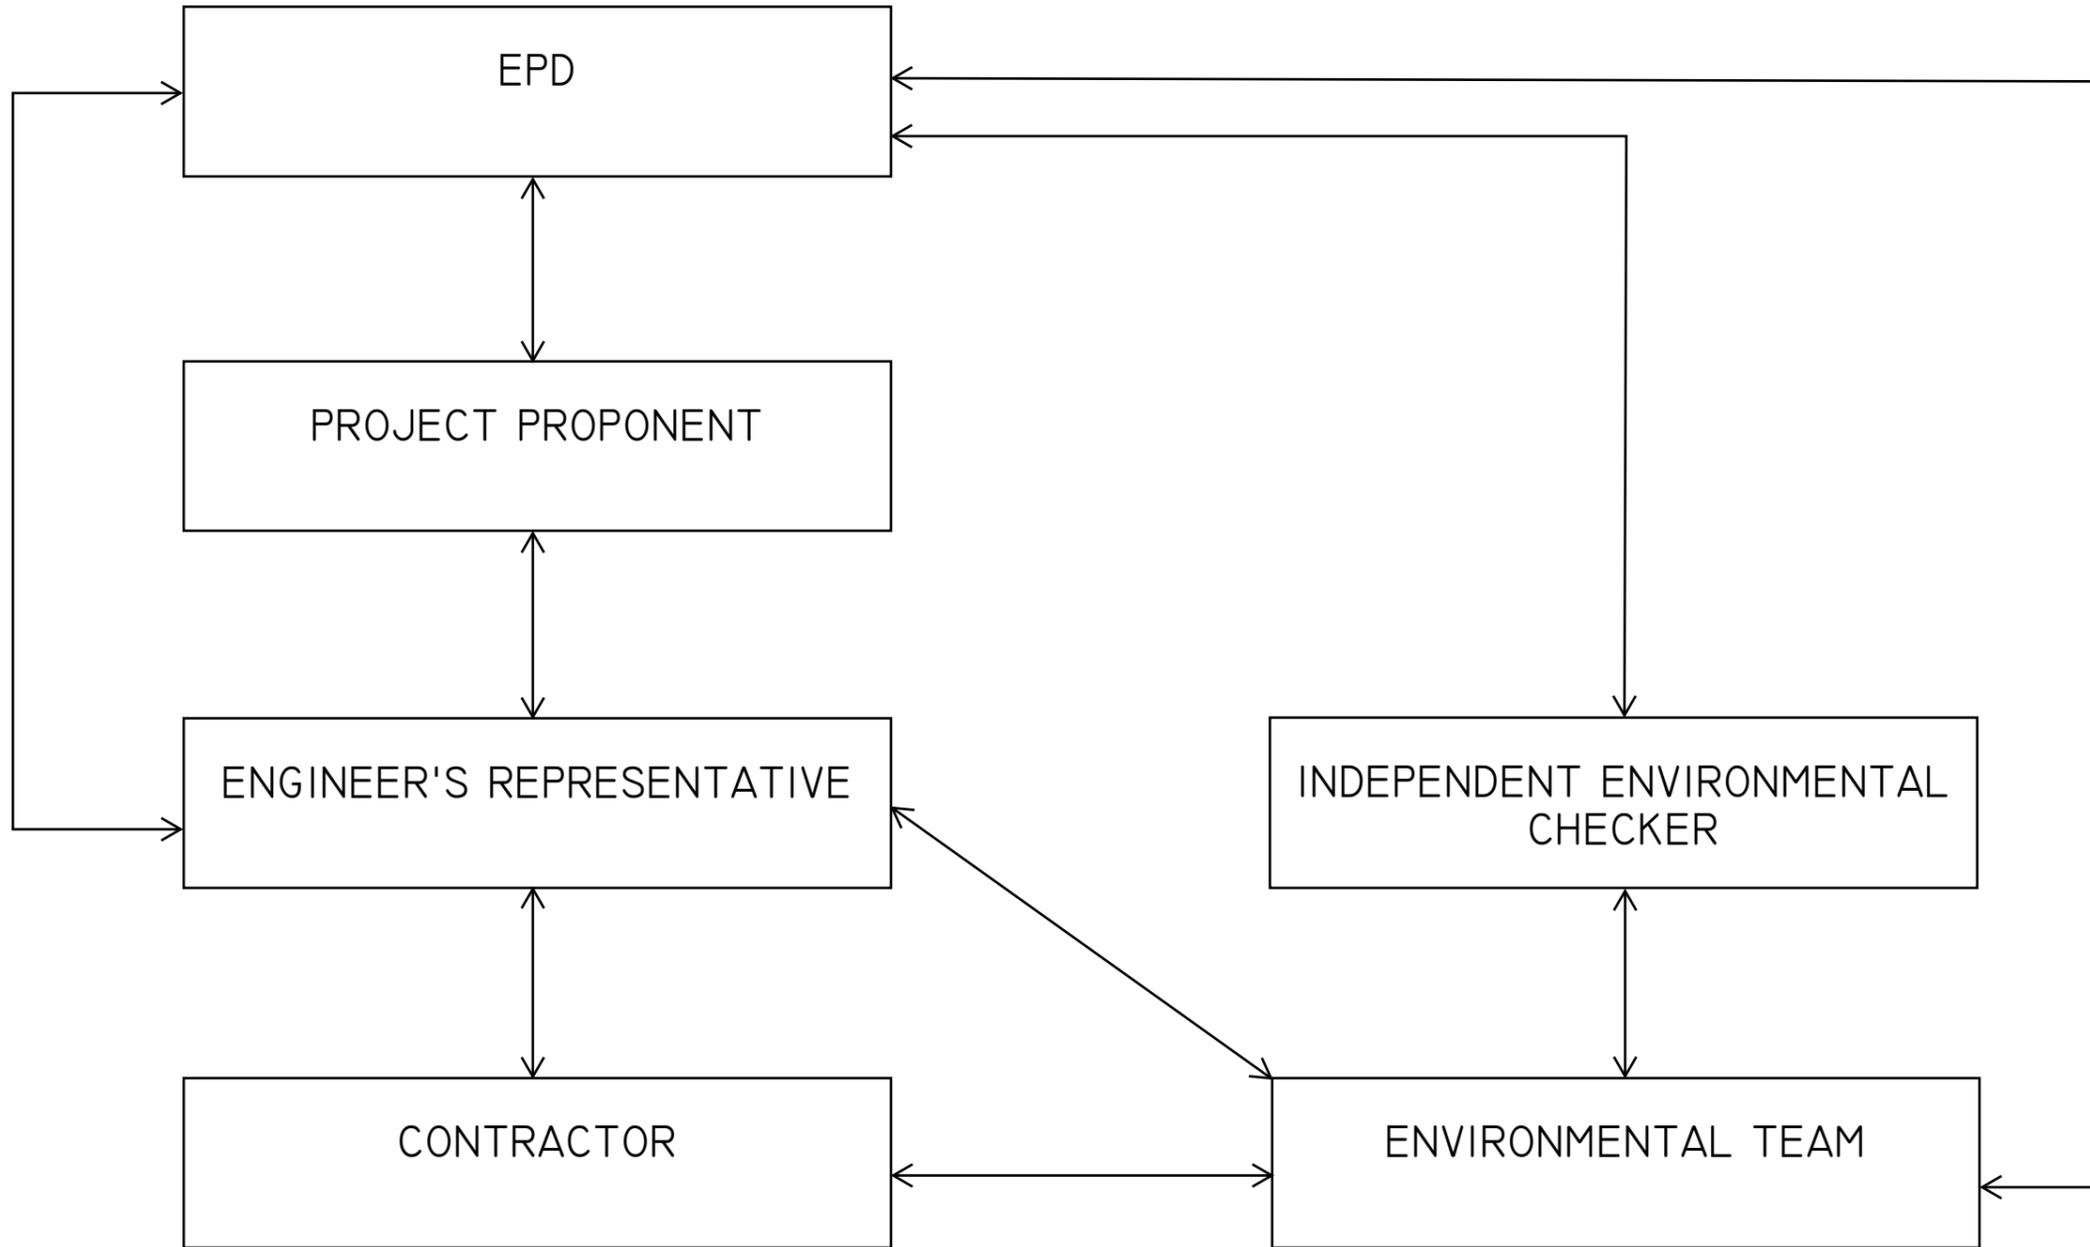 EPD
PROJECT PROPONENT
ENGINEER'S REPRESENTATIVE
INDEPENDENT ENVIRONMENTAL
CHECKER
CONTRACTOR
ENVIRONMENTAL TEAM